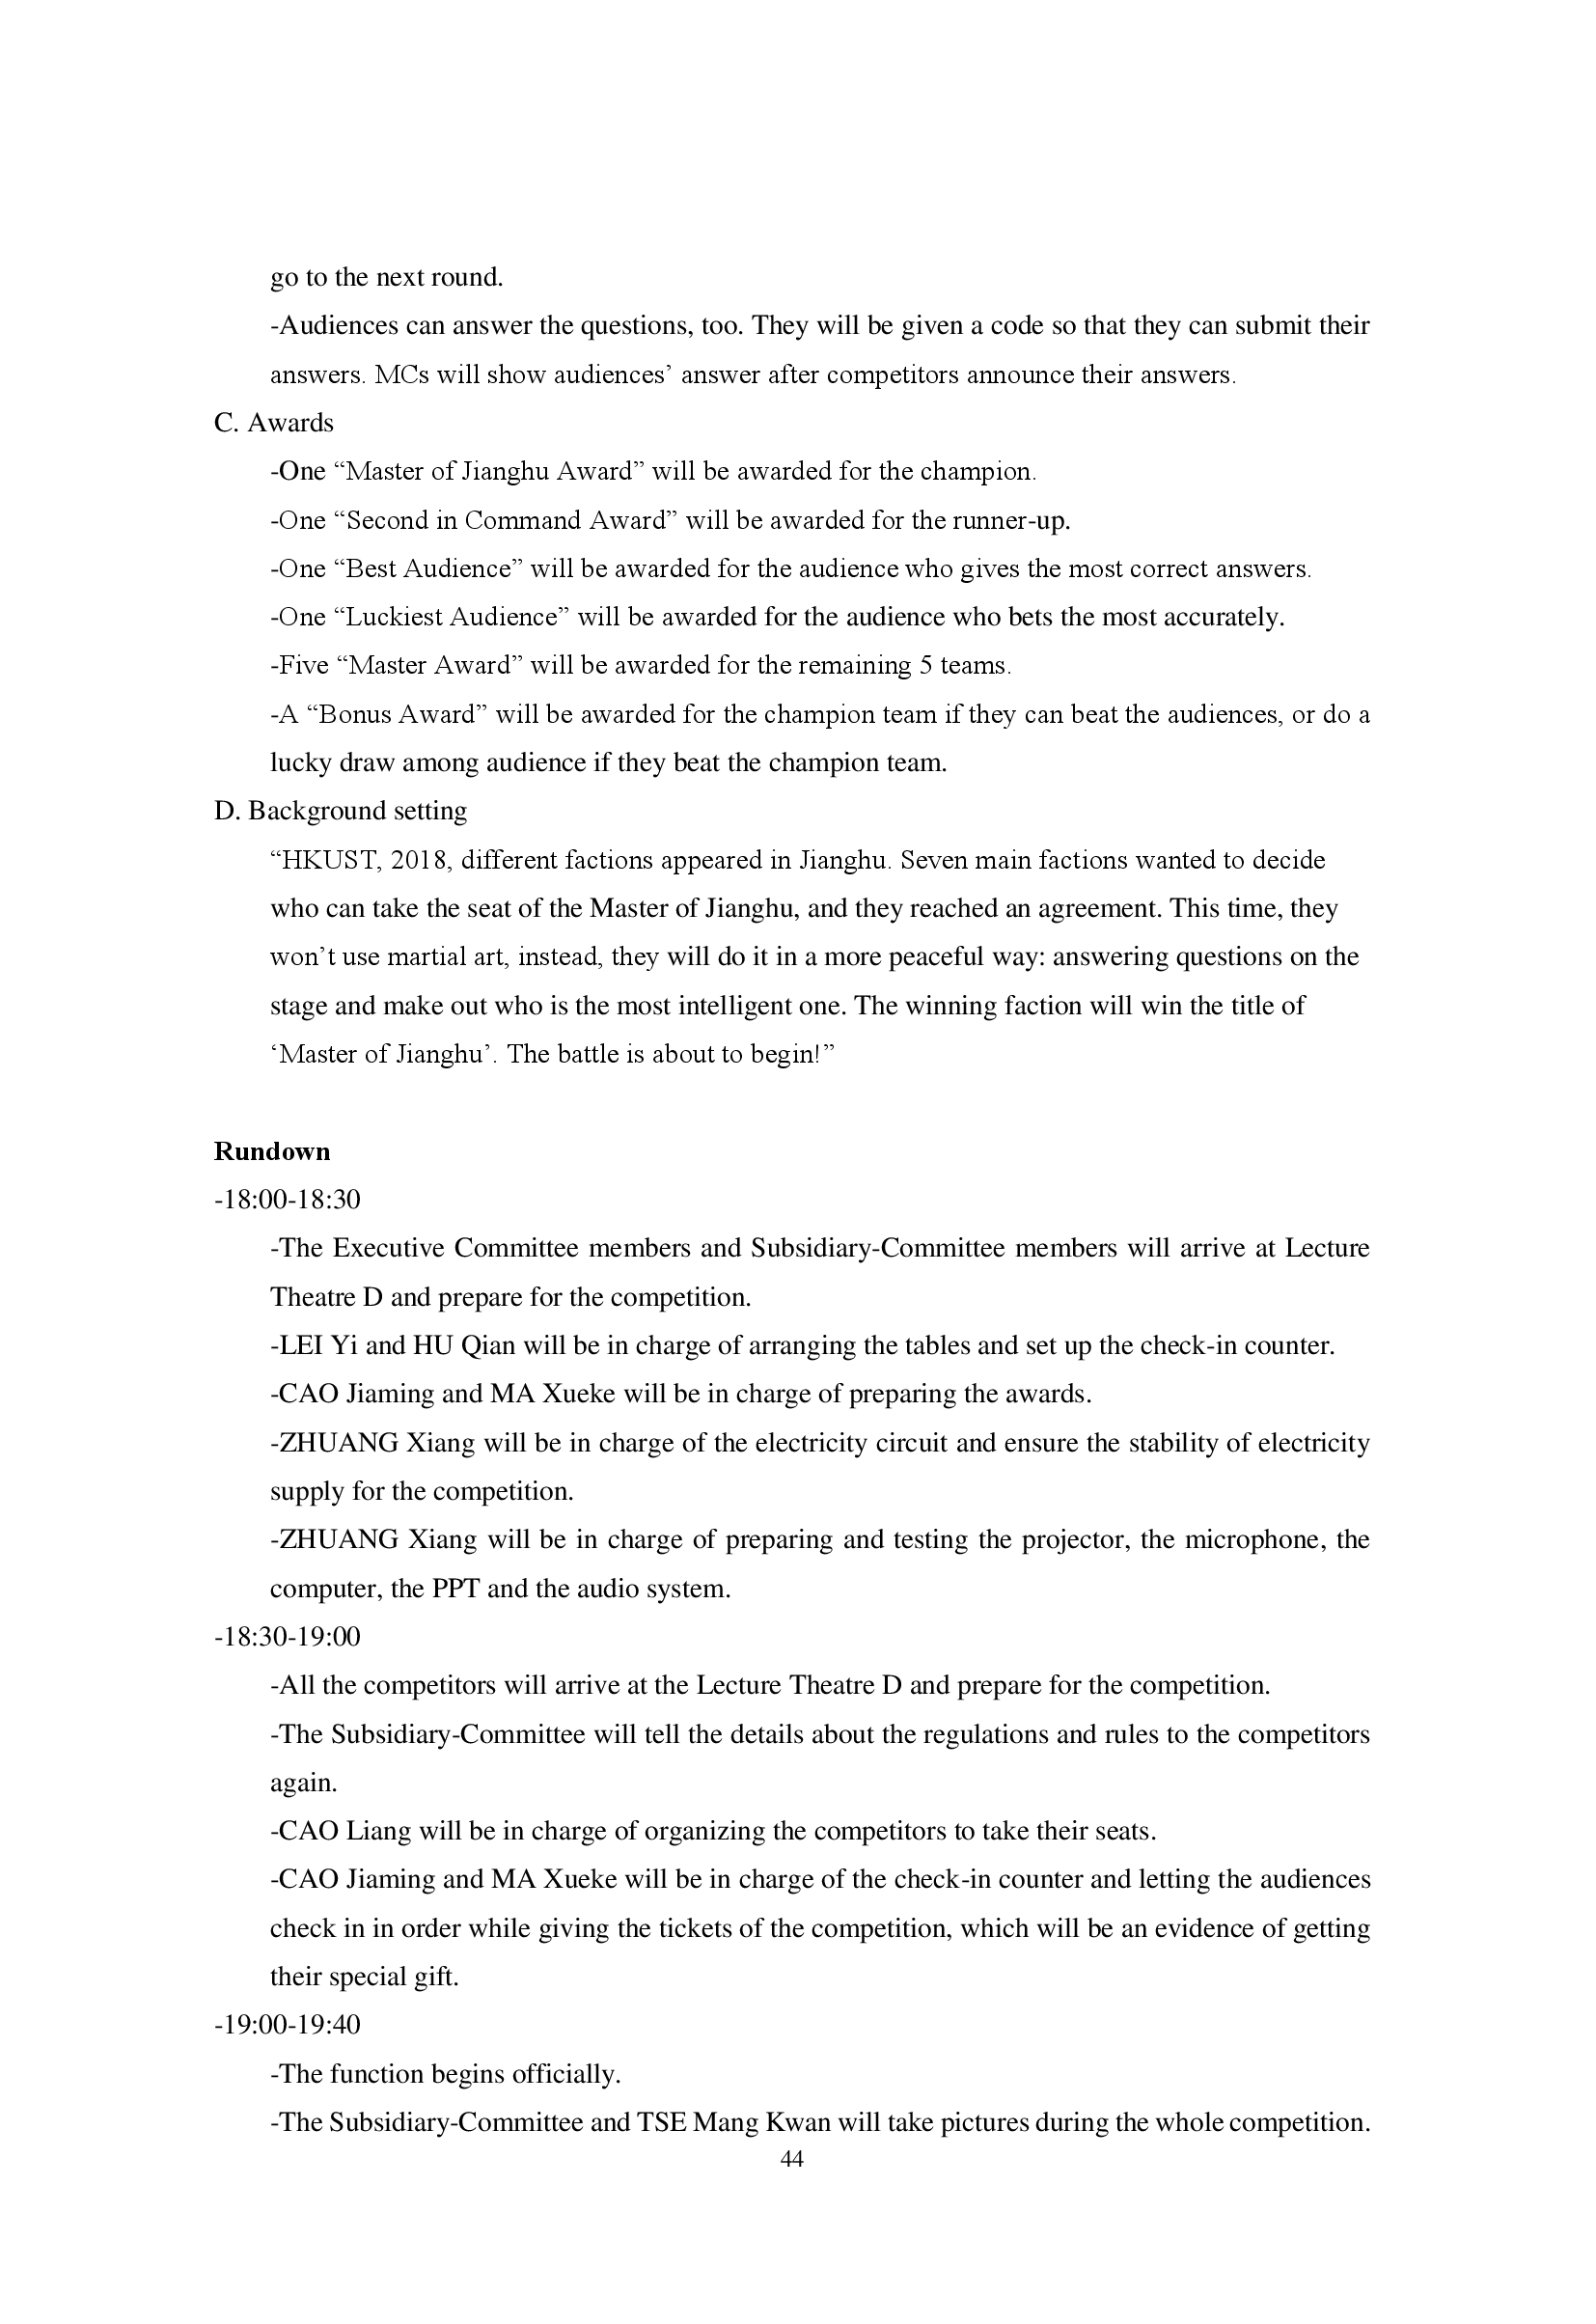 go to the next round.
-Audiences can answer the questions, too. They will be given a code so that they can submit their
answers. MCs will show audiences’ answer after competitors announce their answers.
C. Awards
-One “Master of Jianghu Award” will be awarded for the champion.
-One “Second in Command Award” will be awarded for the runner-up.
-One “Best Audience” will be awarded for the audience who gives the most correct answers.
-One “Luckiest Audience” will be awarded for the audience who bets the most accurately.
-Five “Master Award” will be awarded for the remaining 5 teams.
-A “Bonus Award” will be awarded for the champion team if they can beat the audiences, or do a
lucky draw among audience if they beat the champion team.
D. Background setting
“HKUST, 2018, different factions appeared in Jianghu. Seven main factions wanted to decide
who can take the seat of the Master of Jianghu, and they reached an agreement. This time, they
won’t use martial art, instead, they will do it in a more peaceful way: answering questions on the
stage and make out who is the most intelligent one. The winning faction will win the title of
‘Master of Jianghu’. The battle is about to begin!”
Rundown
-18:00-18:30
-The Executive Committee members and Subsidiary-Committee members will arrive at Lecture
Theatre D and prepare for the competition.
-LEI Yi and HU Qian will be in charge of arranging the tables and set up the check-in counter.
-CAO Jiaming and MA Xueke will be in charge of preparing the awards.
-ZHUANG Xiang will be in charge of the electricity circuit and ensure the stability of electricity
supply for the competition.
-ZHUANG Xiang will be in charge of preparing and testing the projector, the microphone, the
computer, the PPT and the audio system.
-18:30-19:00
-All the competitors will arrive at the Lecture Theatre D and prepare for the competition.
-The Subsidiary-Committee will tell the details about the regulations and rules to the competitors
again.
-CAO Liang will be in charge of organizing the competitors to take their seats.
-CAO Jiaming and MA Xueke will be in charge of the check-in counter and letting the audiences
check in in order while giving the tickets of the competition, which will be an evidence of getting
their special gift.
-19:00-19:40
-The function begins officially.
-The Subsidiary-Committee and TSE Mang Kwan will take pictures during the whole competition.
44